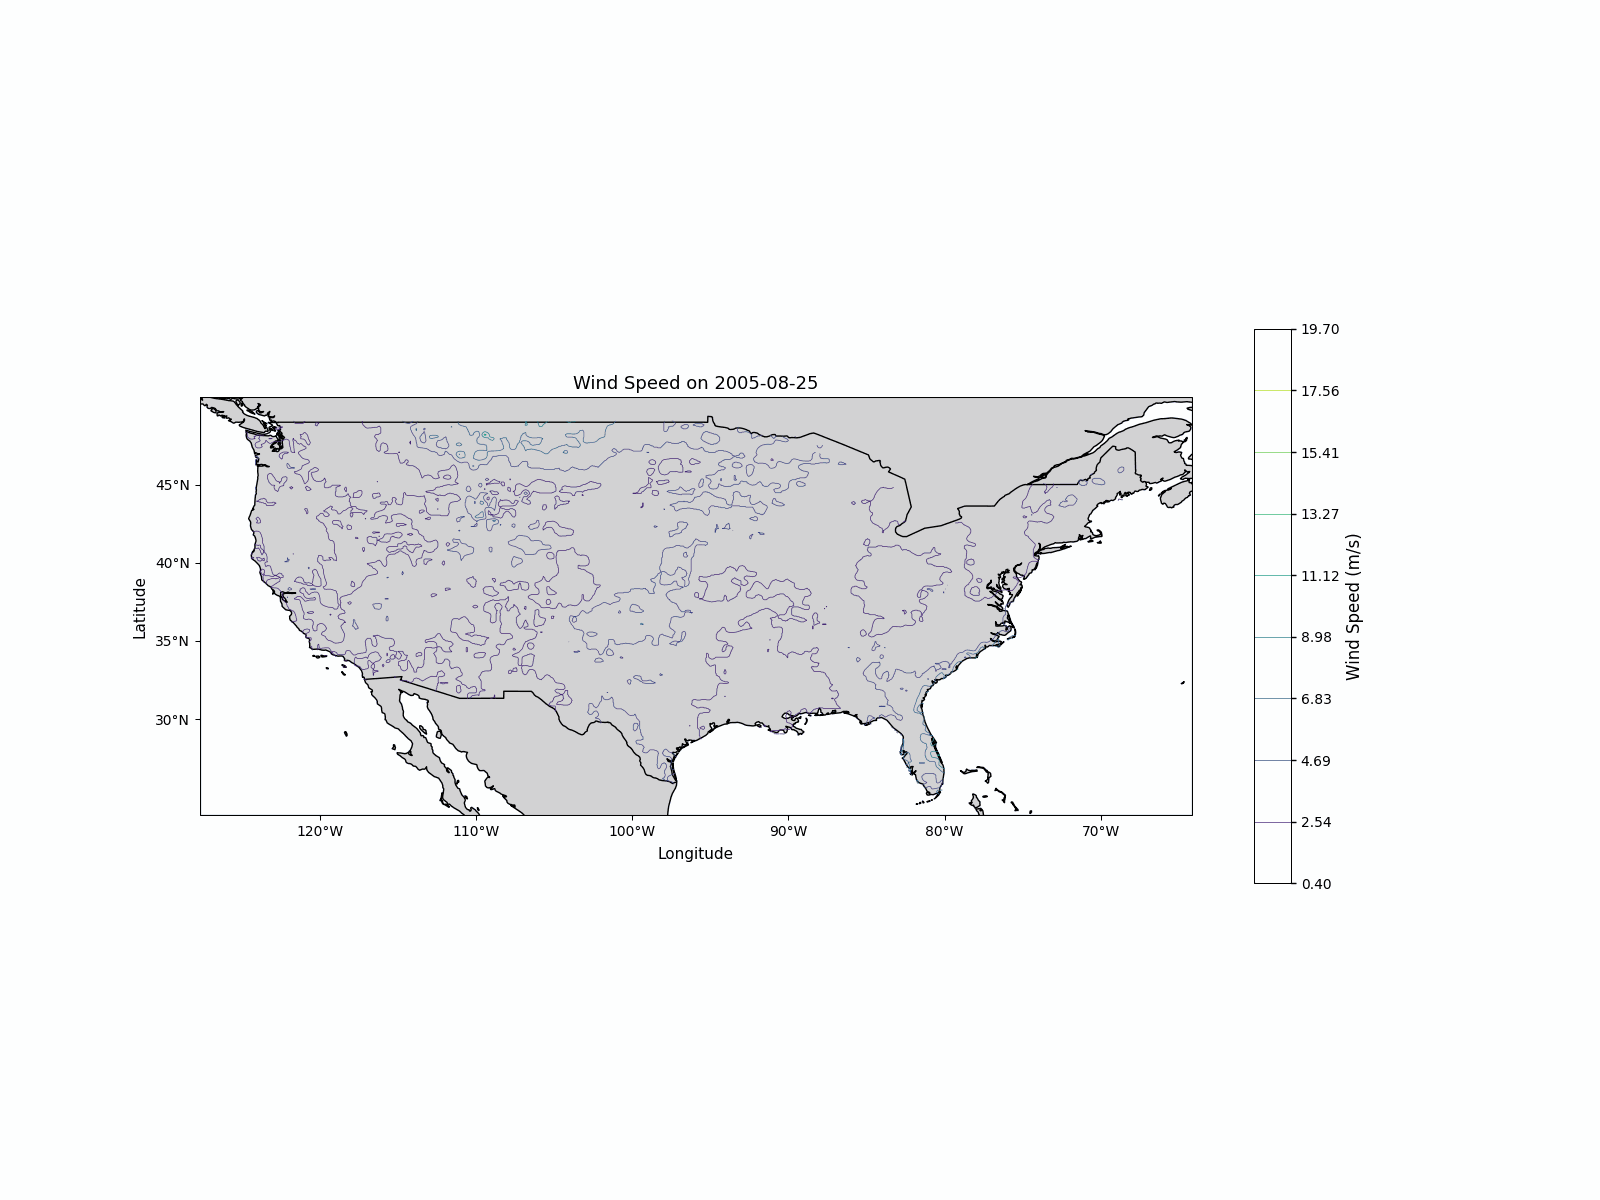 Wind Speed on 2005-08-25
45°N
40°N
35°N
30°N
Latitude
120°W
110°W
100°W
90°W
80°W
70°W
Longitude
19.70
17.56
15.41
13.27
11.12
8.98
6.83
4.69
2.54
0.40
Wind Speed (m/s)